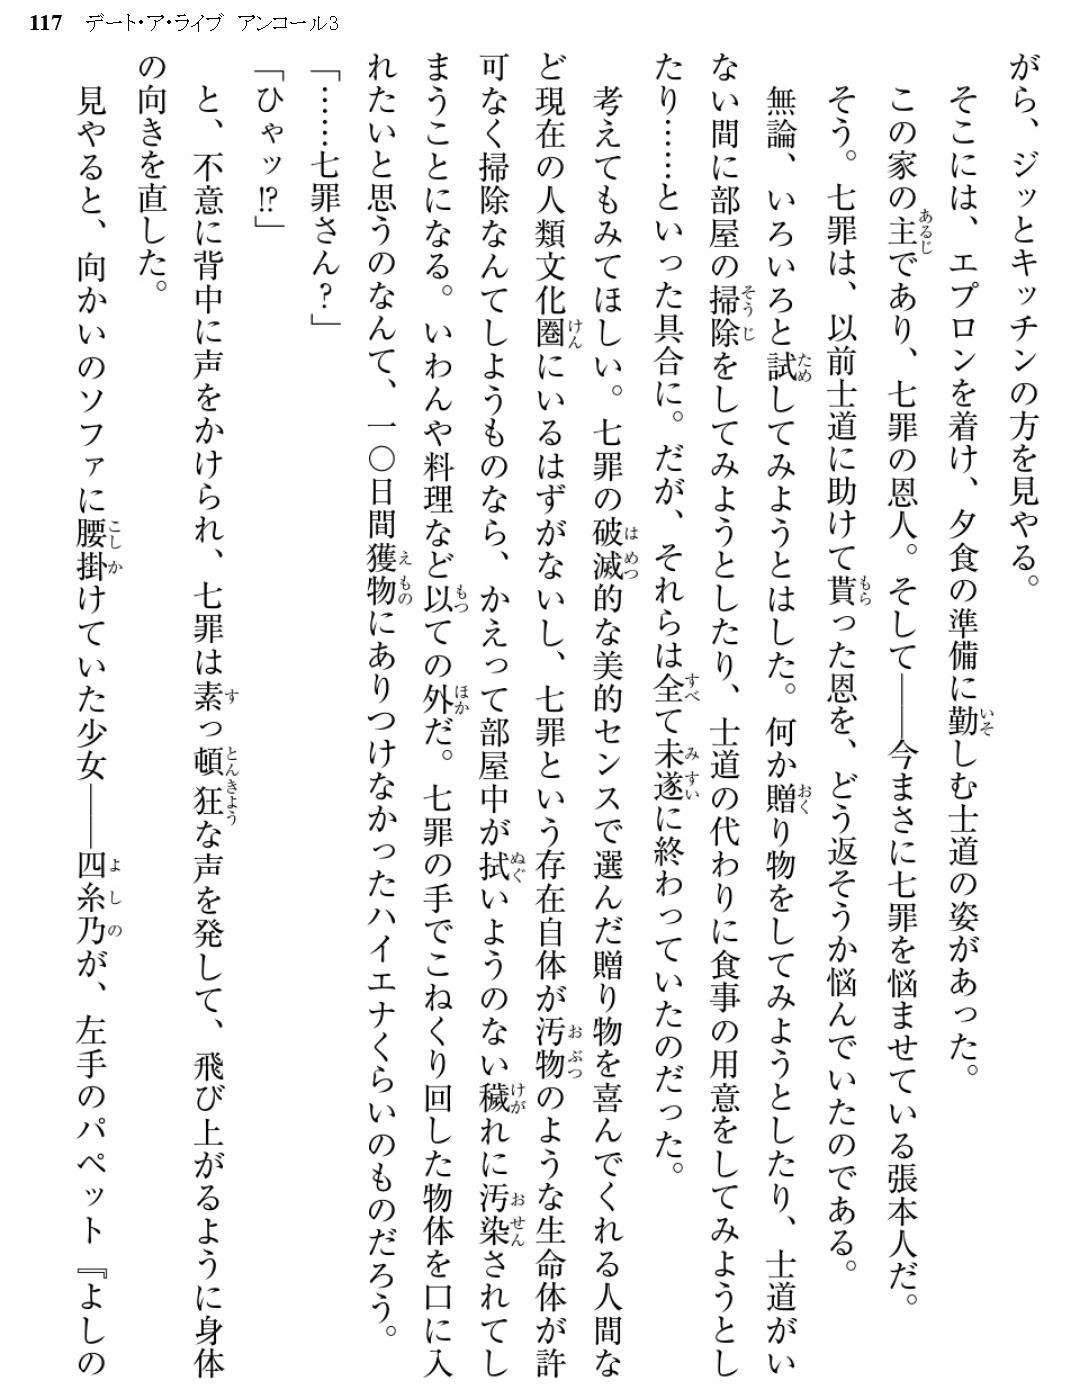 117 デート・ア・ライブ アンコール3
がら、ジッとキッチンの方を見やる。
そこには、エプロンを着け、夕食の準備に勤しむ士道の姿があった。
この家の主であり、七罪の恩人。そして――今まさに七罪を悩ませている張本人だ。
そう。七罪は、以前士道に助けて貰った恩を、どう返そうか悩んでいたのである。
無論、いろいろと試してみようとはした。何か贈り物をしてみようとしたり、士道がい
ない間に部屋の掃除をしてみようとしたり、士道の代わりに食事の用意をしてみようとし
たり……といった具合に。だが、それらは全て未遂に終わっていたのだった。
考えてもみてほしい。七罪の破滅的な美的センスで選んだ贈り物を喜んでくれる人間な
ど現在の人類文化圏にいるはずがないし、七罪という存在自体が汚物のような生命体が許
可なく掃除なんてしようものなら、かえって部屋中が拭いようのない穢れに汚染されてし
まうことになる。いわんや料理など以ての外だ。七罪の手でこねくり回した物体を口に入
れたいと思うのなんて、一〇日間獲物にありつけなかったハイエナくらいのものだろう。
「……七罪さん?」
「ひゃッ!?」
と、不意に背中に声をかけられ、七罪は素っ頓狂な声を発して、飛び上がるように身体
の向きを直した。
見やると、向かいのソファに腰掛けていた少女――四糸乃が、左手のパペット『よしの